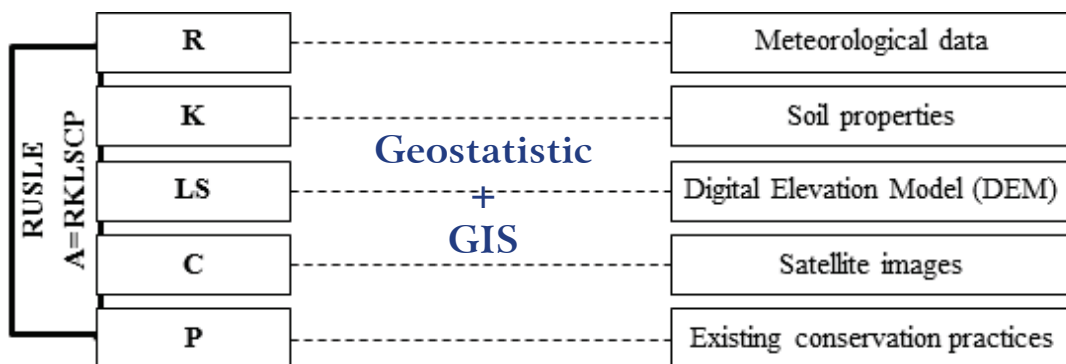 RUSLE
A=RKLSCP
R
Meteorological data
K
Soil properties
Geostatistic
+
GIS
LS
Digital Elevation Model (DEM)
C
Satellite images
P
Existing conservation practices